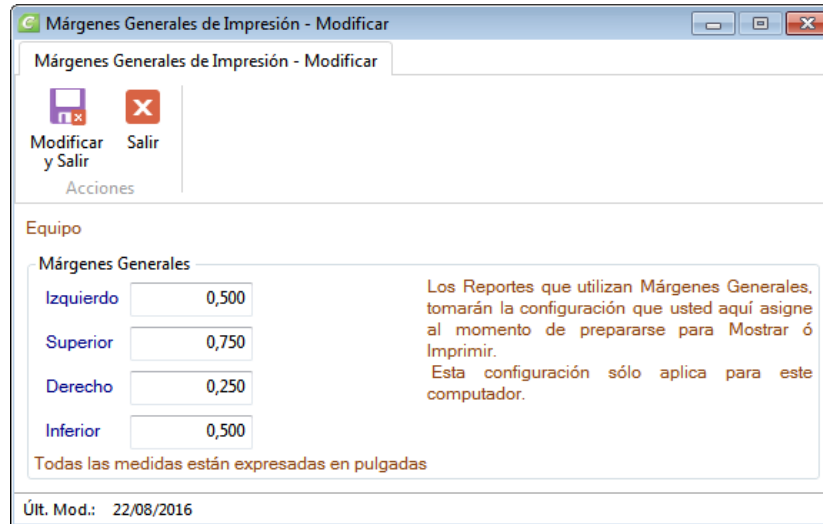 Márgenes Generales de Impresión - Modificar
Márgenes Generales de Impresión - Modificar
Modificar
y Salir
Salir
Acciones
Equipo
Márgenes Generales
Izquierdo 0,500
Superior 0,750
Derecho 0,250
Inferior 0,500
Los Reportes que utilizan Márgenes Generales,
tomarán la configuración que usted aquí asigne
al momento de prepararse para Mostrar ó
Imprimir.
Esta configuración sólo aplica para este
computador.
Todas las medidas están expresadas en pulgadas
Últ. Mod.: 22/08/2016